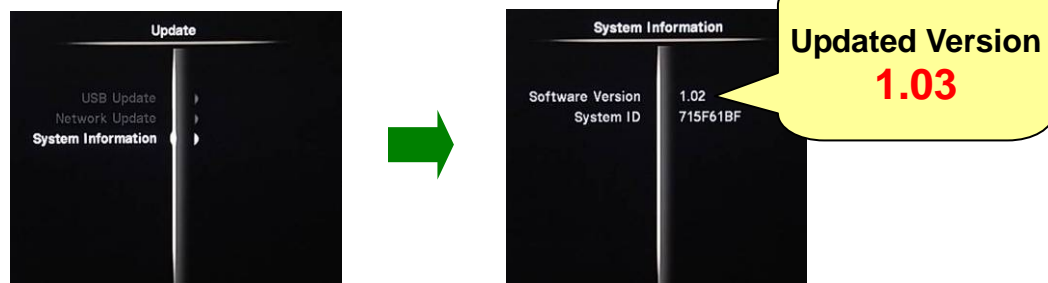 Update
USB Update
Network Update
System Information
System Information
Software Version 1.02
System ID 715F61BF
Updated Version
1.03